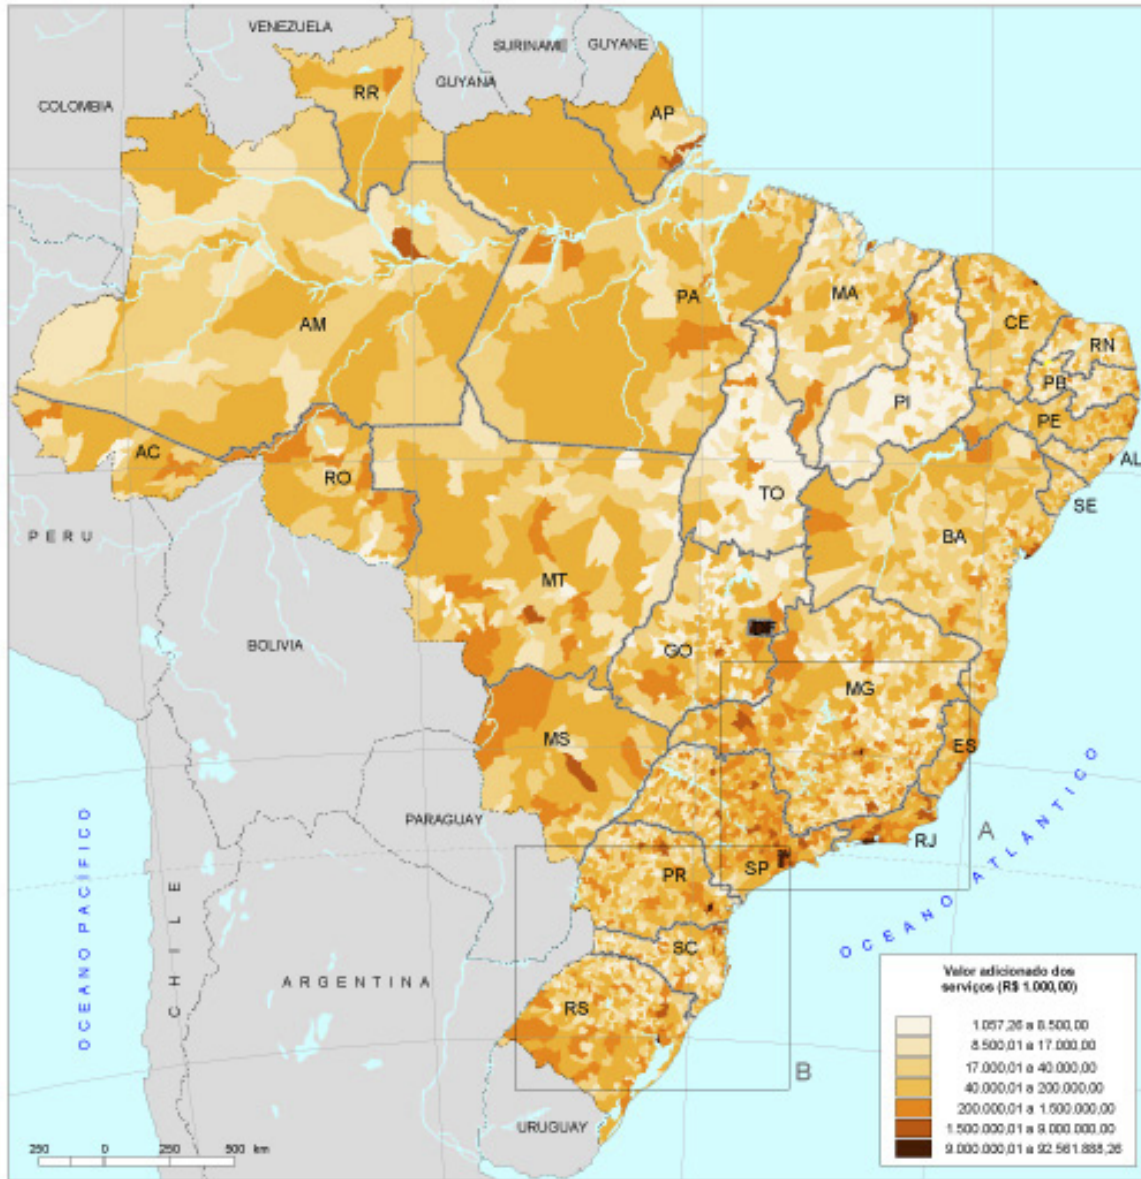 VENEZUELA
SURINAME
GUYANE
GUYANA
COLOMBIA
RR
AP
AM
PA
MA
CE
RN
PB
PI
PE
AL
SE
AC
RO
TO
BA
PERU
MT
DF
GO
BOLIVIA
MG
MS
ES
PARAGUAY
RJ
A
SP
PR
OCEANO ATLÂNTICO
OCEANO PACÍFICO
CHILE
SC
ARGENTINA
RS
B
URUGUAY
Valor adicionado dos
serviços (R$ 1.000,00)
1.057,26 a 8.500,00
8.500,01 a 17.000,00
17.000,01 a 40.000,00
40.000,01 a 200.000,00
200.000,01 a 1.500.000,00
1.500.000,01 a 9.000.000,00
9.000.000,01 a 92.561.888,26
250 0 250 500 km